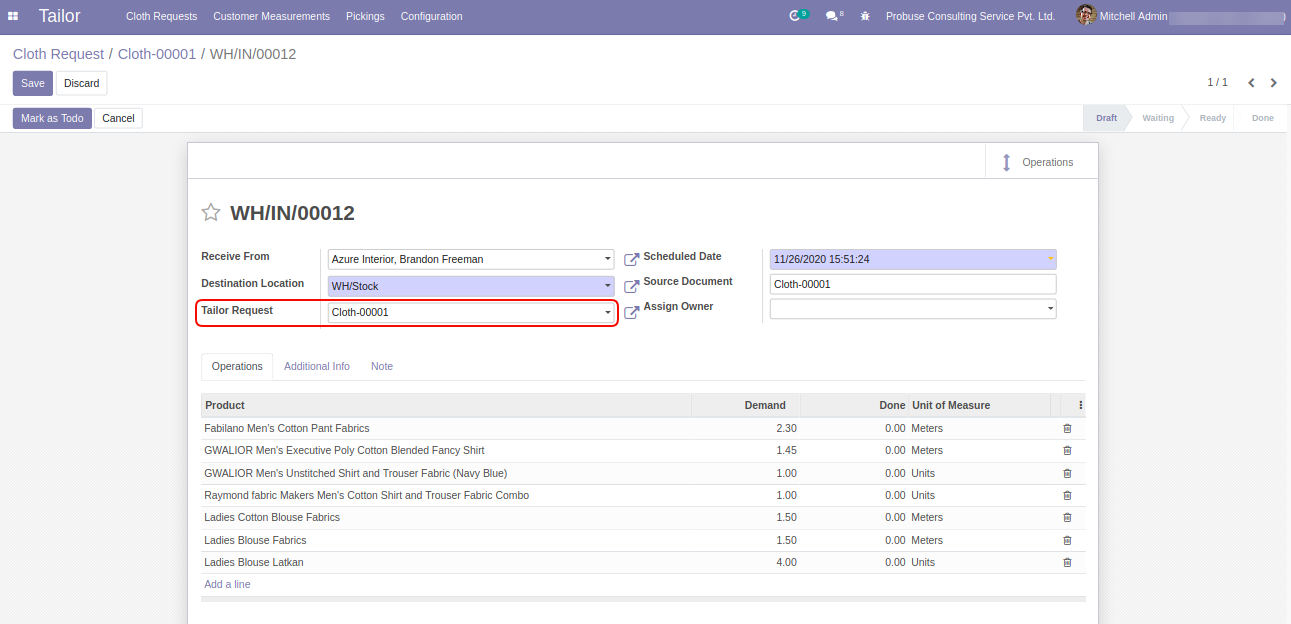 Tailor Cloth Requests Customer Measurements Pickings Configuration 9 8 Probuse Consulting Service Pvt. Ltd. Mitchell Admin
Cloth Request / Cloth-00001 / WH/IN/00012
Save Discard 1 / 1
Mark as Todo Cancel Draft Waiting Ready Done
Operations
WH/IN/00012
Receive From Azure Interior, Brandon Freeman Scheduled Date 11/26/2020 15:51:24
Destination Location WH/Stock Source Document Cloth-00001
Tailor Request Cloth-00001 Assign Owner
Operations Additional Info Note
Product Demand Done Unit of Measure
Fabilano Men's Cotton Pant Fabrics 2.30 0.00 Meters
GWALIOR Men's Executive Poly Cotton Blended Fancy Shirt 1.45 0.00 Meters
GWALIOR Men's Unstitched Shirt and Trouser Fabric (Navy Blue) 1.00 0.00 Units
Raymond fabric Makers Men's Cotton Shirt and Trouser Fabric Combo 1.00 0.00 Units
Ladies Cotton Blouse Fabrics 1.50 0.00 Meters
Ladies Blouse Fabrics 1.50 0.00 Meters
Ladies Blouse Latkan 4.00 0.00 Units
Add a line